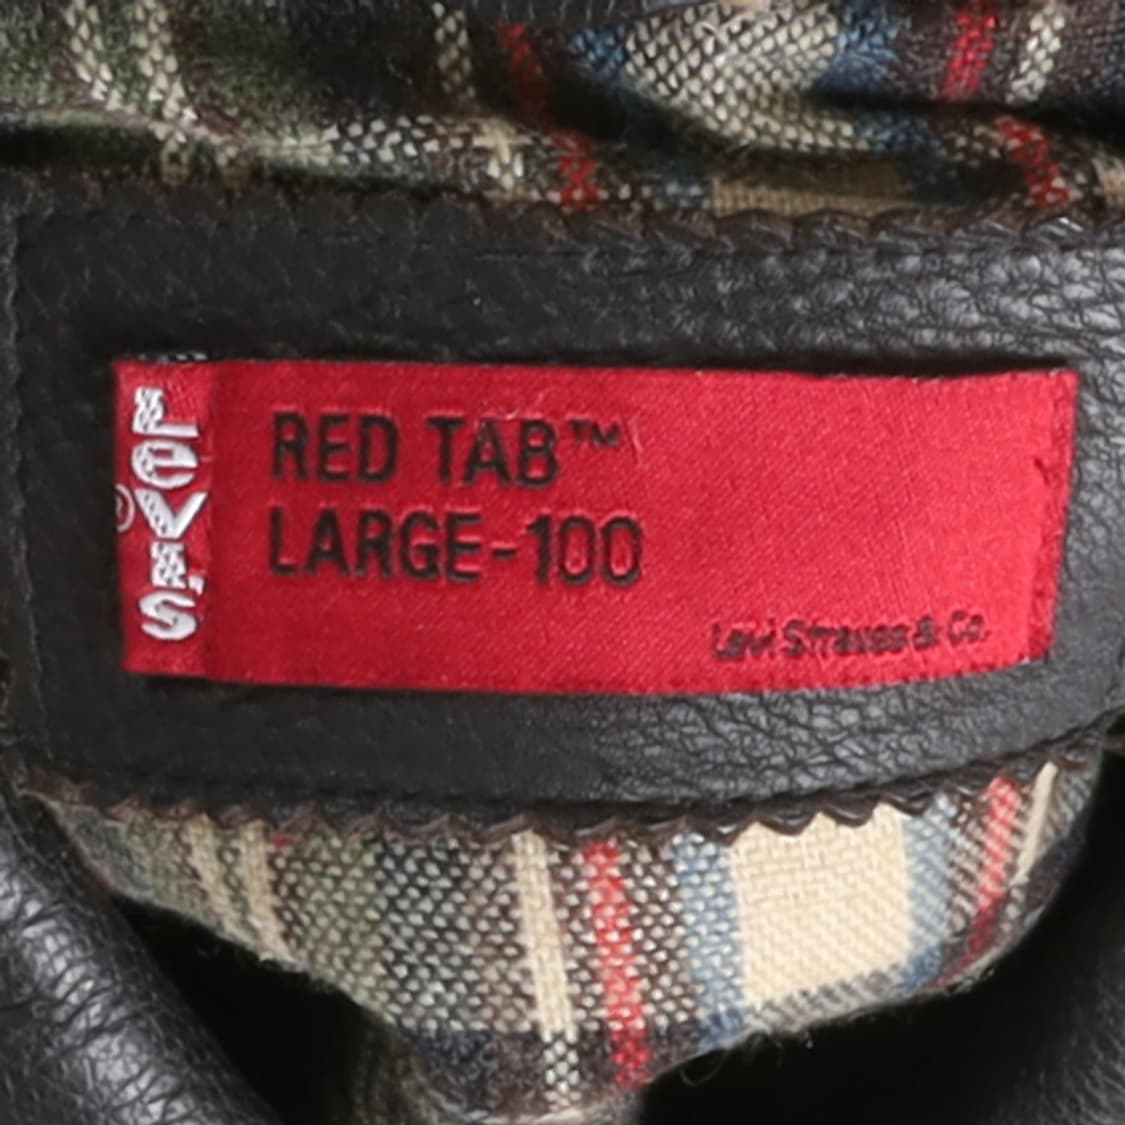 LEVI'S
®
RED TAB™
LARGE-100
Levi Strauss & Co.